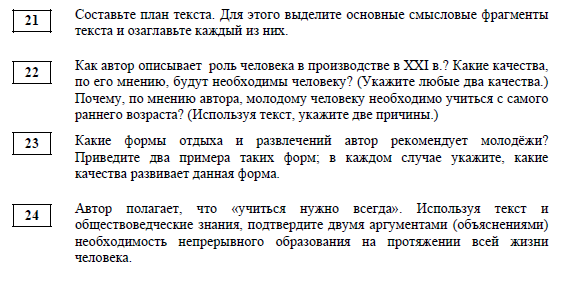 21 Составьте план текста. Для этого выделите основные смысловые фрагменты
текста и озаглавьте каждый из них.
22 Как автор описывает роль человека в производстве в XXI в.? Какие качества,
по его мнению, будут необходимы человеку? (Укажите любые два качества.)
Почему, по мнению автора, молодому человеку необходимо учиться с самого
раннего возраста? (Используя текст, укажите две причины.)
23 Какие формы отдыха и развлечений автор рекомендует молодёжи?
Приведите два примера таких форм; в каждом случае укажите, какие
качества развивает данная форма.
24 Автор полагает, что «учиться нужно всегда». Используя текст и
обществоведческие знания, подтвердите двумя аргументами (объяснениями)
необходимость непрерывного образования на протяжении всей жизни
человека.